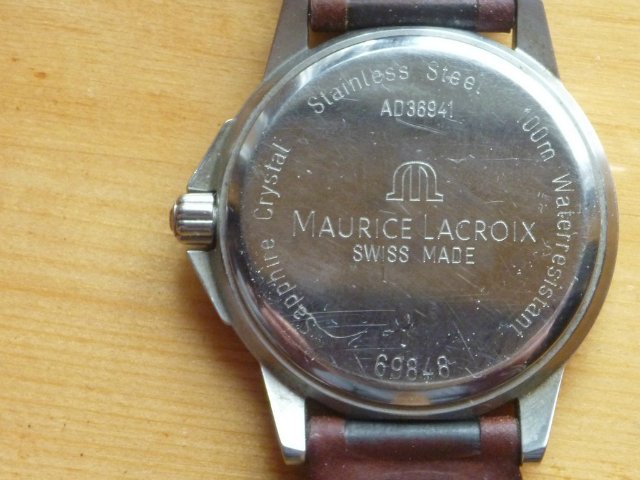 Stainless Steel
AD36941
100m Waterresistant
Sapphire Crystal
MAURICE LACROIX
SWISS MADE
69848